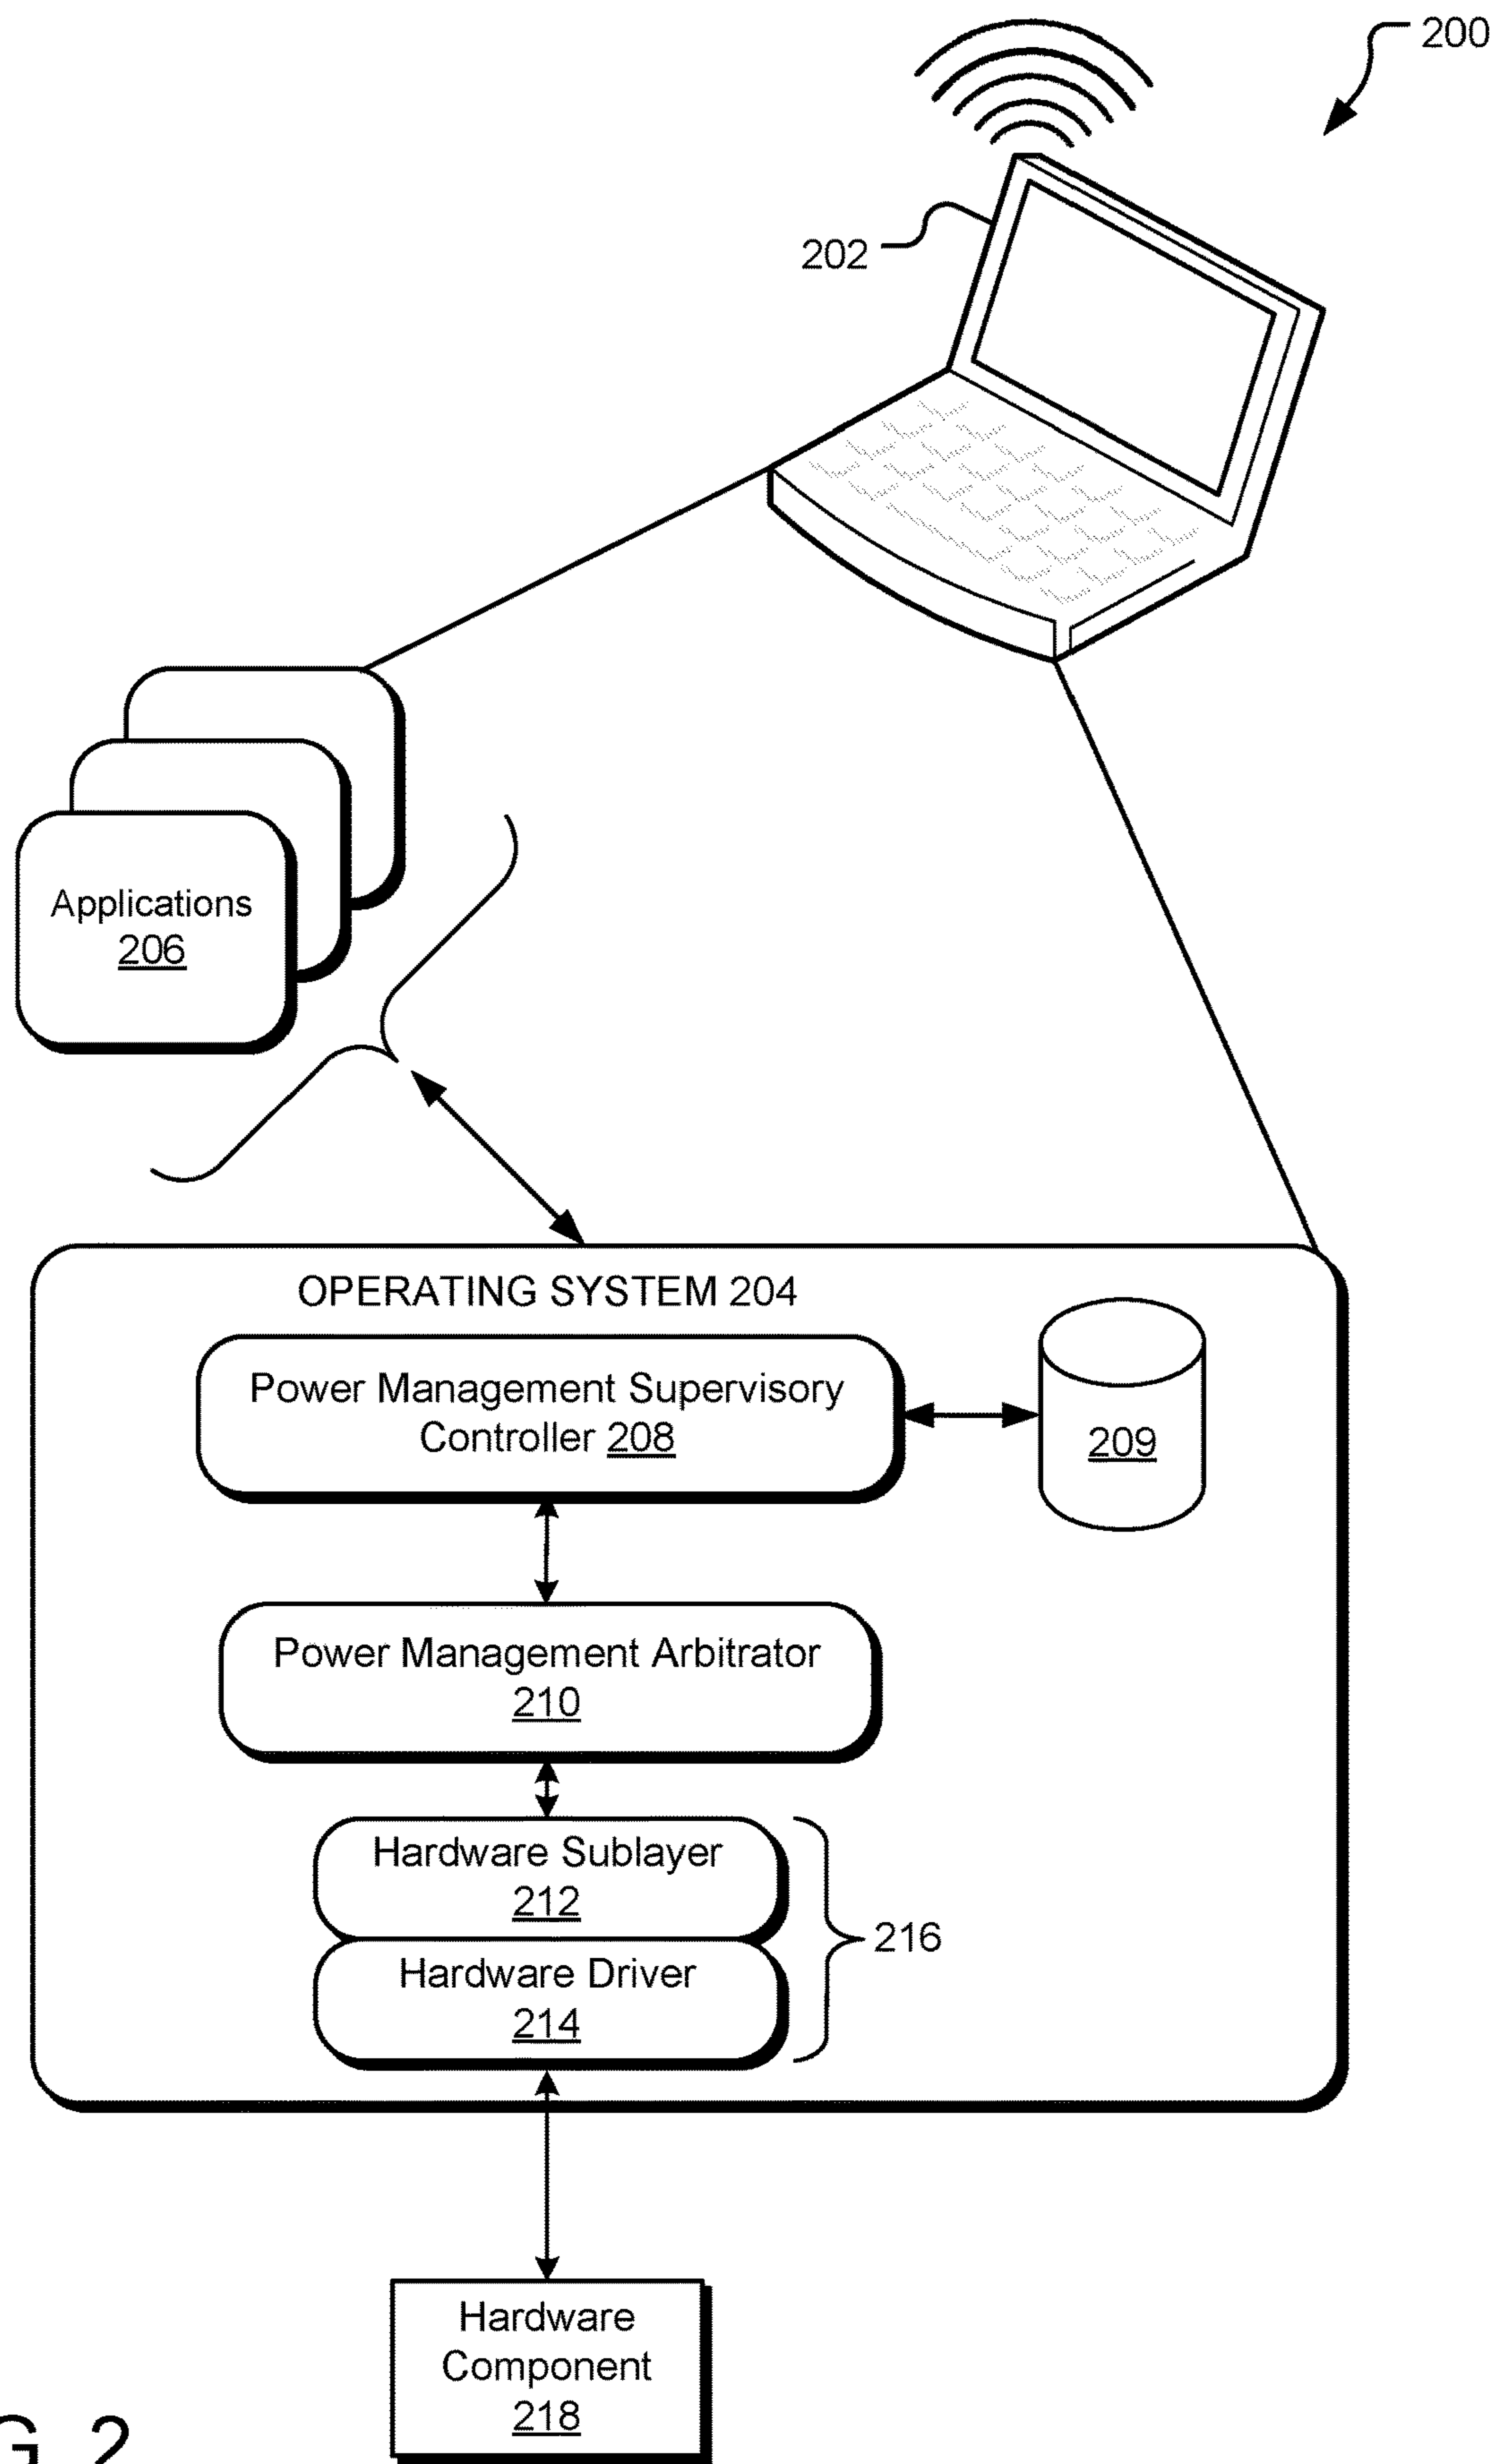 200
202
Applications
206
OPERATING SYSTEM 204
Power Management Supervisory
Controller 208
209
Power Management Arbitrator
210
Hardware Sublayer
212
216
Hardware Driver
214
Hardware
Component
218
G. 2